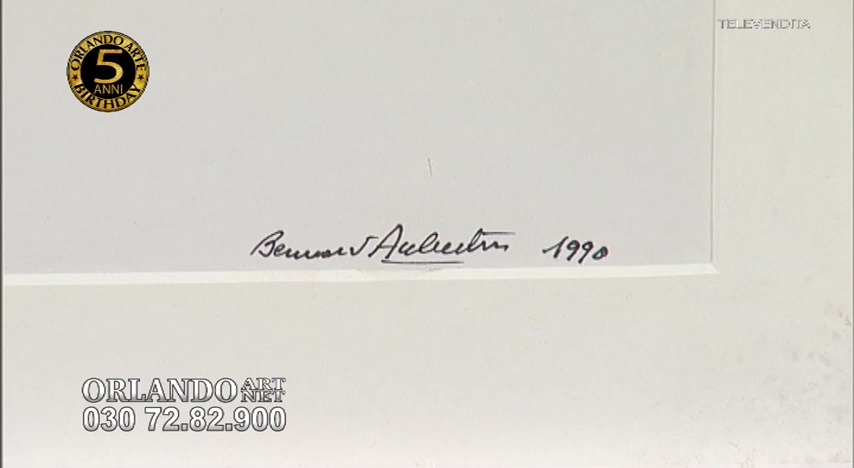 TELEVENDITA
ORLANDO ARTE
5
ANNI
BIRTHDAY
Bernard Aubertin 1990
ORLANDO ART NET
030 72.82.900